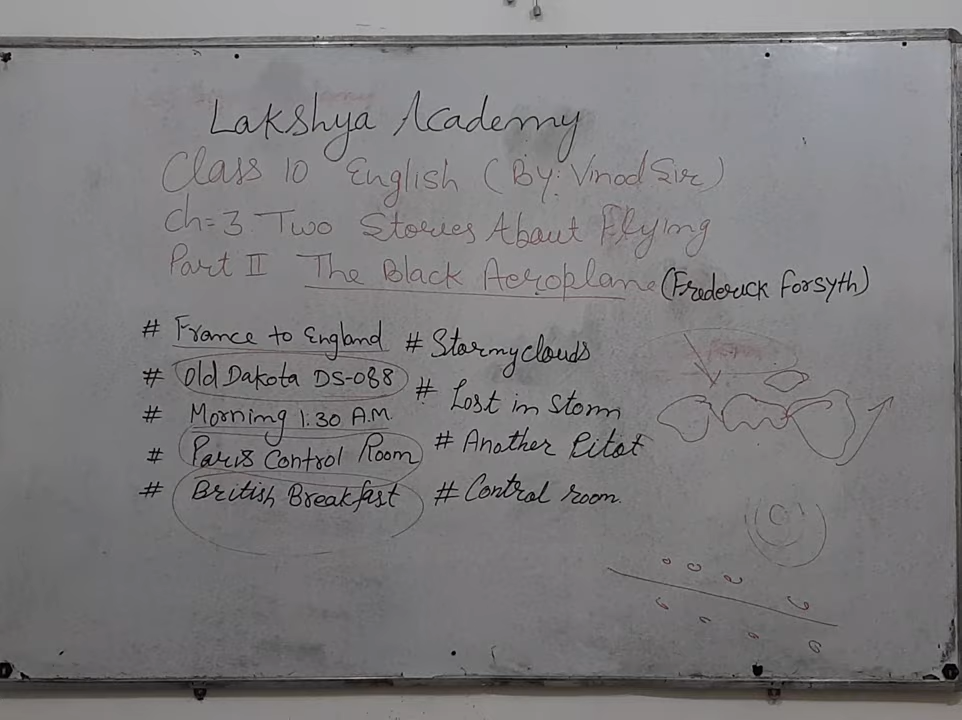 Lakshya Academy
Class 10 English (By: Vinod Sir)
Ch=3 Two Stories About Flying
Part II The Black Aeroplane (Frederick Forsyth)
# France to England
# Old Dakota DS-088
# Morning 1:30 A.M.
# Paris Control Room
# British Breakfast
# Stormy clouds
# Lost in Storm
# Another Pilot
# Control room.